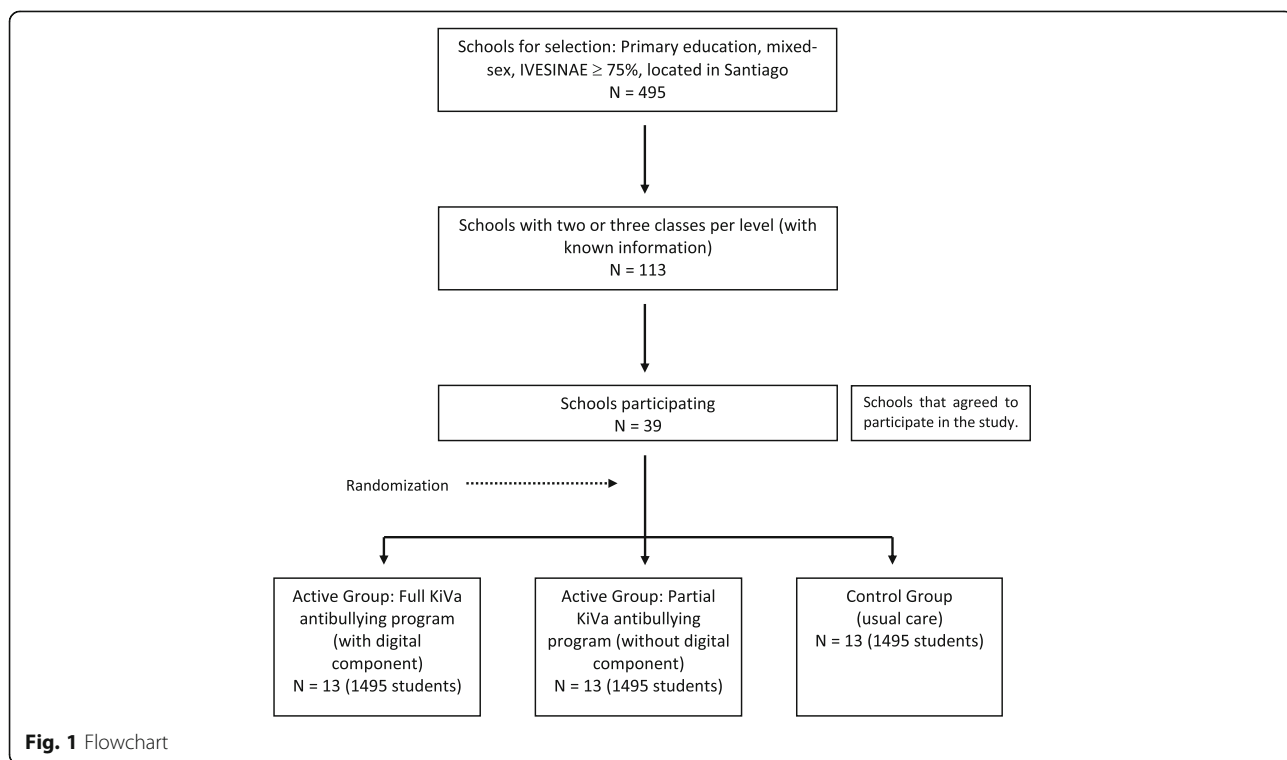 Schools for selection: Primary education, mixed-
sex, IVESINAE ≥ 75%, located in Santiago
N = 495
Schools with two or three classes per level (with
known information)
N = 113
Schools participating
N = 39
Schools that agreed to
participate in the study.
Randomization
Active Group: Full KiVa
antibullying program
(with digital
component)
N = 13 (1495 students)
Active Group: Partial
KiVa antibullying
program (without digital
component)
N = 13 (1495 students)
Control Group
(usual care)
N = 13 (1495 students)
Fig. 1 Flowchart